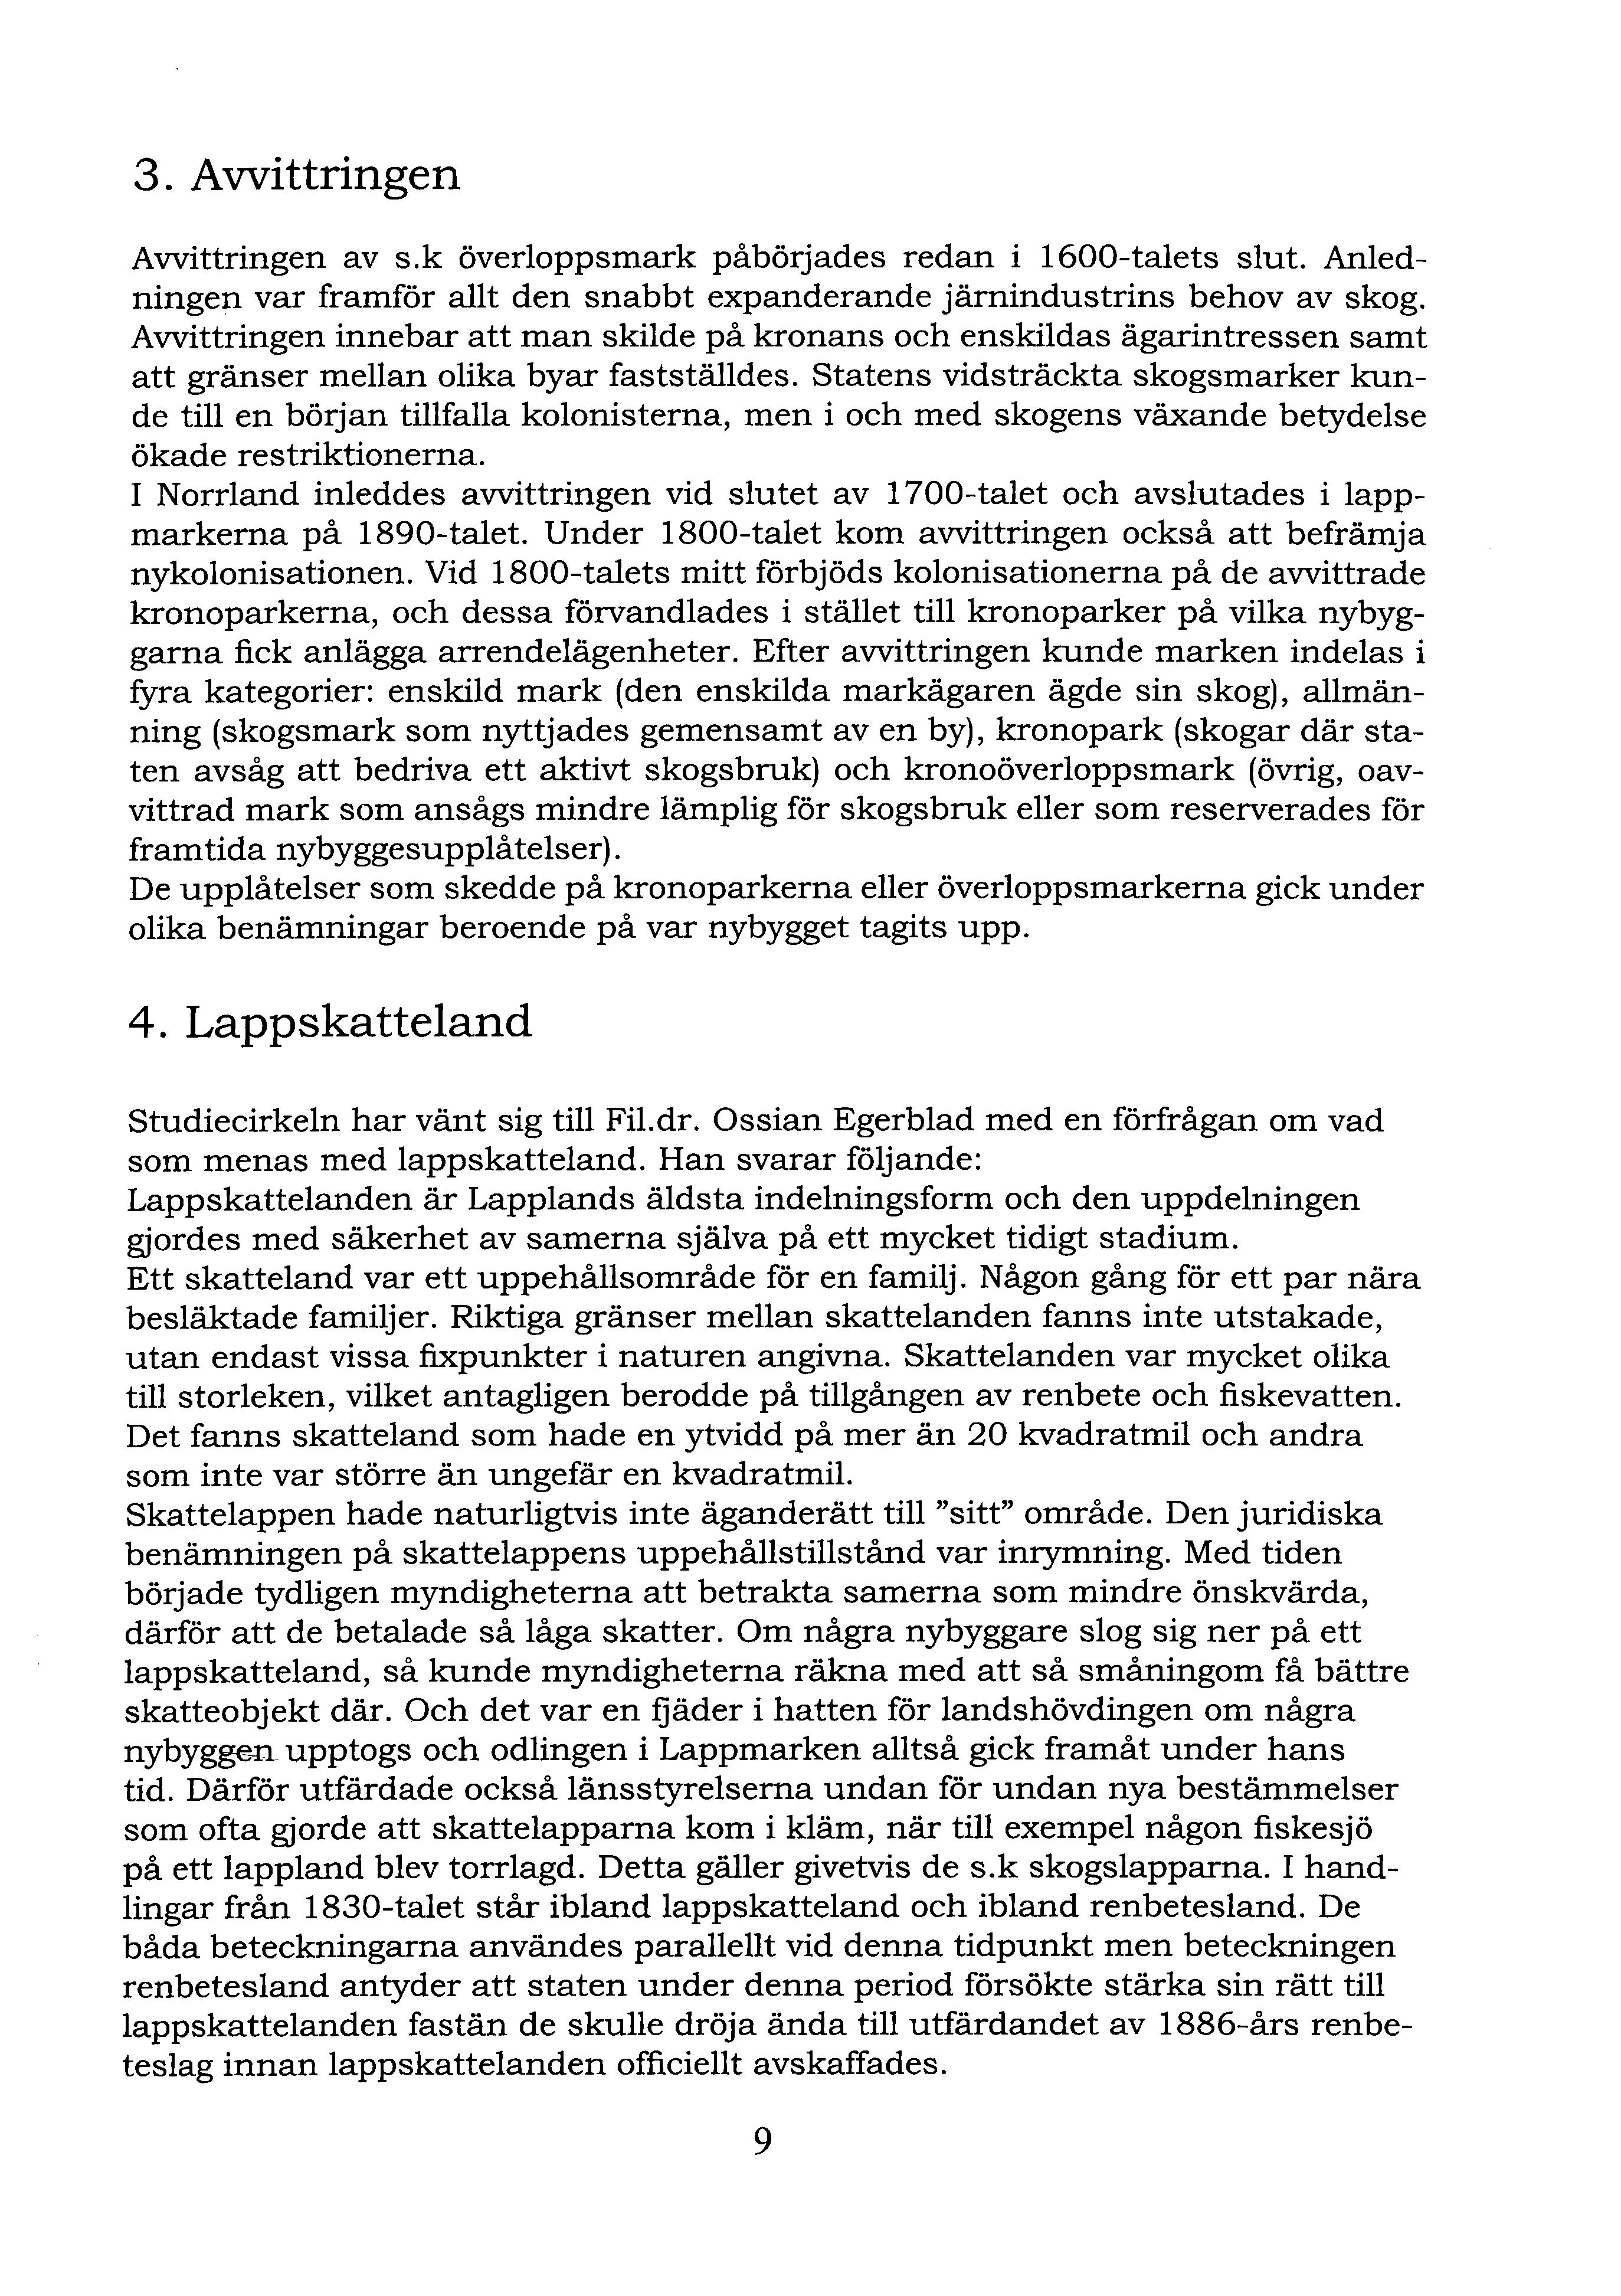 3. Avvittringen
Avvittringen av s.k överloppsmark påbörjades redan i 1600-talets slut. Anled-
ningen var framför allt den snabbt expanderande järnindustrins behov av skog.
Avvittringen innebar att man skilde på kronans och enskildas ägarintressen samt
att gränser mellan olika byar fastställdes. Statens vidsträckta skogsmarker kun-
de till en början tillfalla kolonisterna, men i och med skogens växande betydelse
ökade restriktionerna.
I Norrland inleddes avvittringen vid slutet av 1700-talet och avslutades i lapp-
markerna på 1890-talet. Under 1800-talet kom avvittringen också att befrämja
nykolonisationen. Vid 1800-talets mitt förbjöds kolonisationerna på de avvittrade
kronoparkerna, och dessa förvandlades i stället till kronoparker på vilka nybyg-
garna fick anlägga arrendelägenheter. Efter avvittringen kunde marken indelas i
fyra kategorier: enskild mark (den enskilda markägaren ägde sin skog), allmän-
ning (skogsmark som nyttjades gemensamt av en by), kronopark (skogar där sta-
ten avsåg att bedriva ett aktivt skogsbruk) och kronoöverloppsmark (övrig, oav-
vittrad mark som ansågs mindre lämplig för skogsbruk eller som reserverades för
framtida nybyggesupplåtelser).
De upplåtelser som skedde på kronoparkerna eller överloppsmarkerna gick under
olika benämningar beroende på var nybygget tagits upp.
4. Lappskatteland
Studiecirkeln har vänt sig till Fil.dr. Ossian Egerblad med en förfrågan om vad
som menas med lappskatteland. Han svarar följande:
Lappskattelanden är Lapplands äldsta indelningsform och den uppdelningen
gjordes med säkerhet av samerna själva på ett mycket tidigt stadium.
Ett skatteland var ett uppehållsområde för en familj. Någon gång för ett par nära
besläktade familjer. Riktiga gränser mellan skattelanden fanns inte utstakade,
utan endast vissa fixpunkter i naturen angivna. Skattelanden var mycket olika
till storleken, vilket antagligen berodde på tillgången av renbete och fiskevatten.
Det fanns skatteland som hade en ytvidd på mer än 20 kvadratmil och andra
som inte var större än ungefär en kvadratmil.
Skattelappen hade naturligtvis inte äganderätt till ”sitt” område. Den juridiska
benämningen på skattelappens uppehållstillstånd var inrymning. Med tiden
började tydligen myndigheterna att betrakta samerna som mindre önskvärda,
därför att de betalade så låga skatter. Om några nybyggare slog sig ner på ett
lappskatteland, så kunde myndigheterna räkna med att så småningom få bättre
skatteobjekt där. Och det var en fjäder i hatten för landshövdingen om några
nybyggen upptogs och odlingen i Lappmarken alltså gick framåt under hans
tid. Därför utfärdade också länsstyrelserna undan för undan nya bestämmelser
som ofta gjorde att skattelapparna kom i kläm, när till exempel någon fiskesjö
på ett lappland blev torrlagd. Detta gäller givetvis de s.k skogslapparna. I hand-
lingar från 1830-talet står ibland lappskatteland och ibland renbetesland. De
båda beteckningarna användes parallellt vid denna tidpunkt men beteckningen
renbetesland antyder att staten under denna period försökte stärka sin rätt till
lappskattelanden fastän de skulle dröja ända till utfärdandet av 1886-års renbe-
teslag innan lappskattelanden officiellt avskaffades.
9